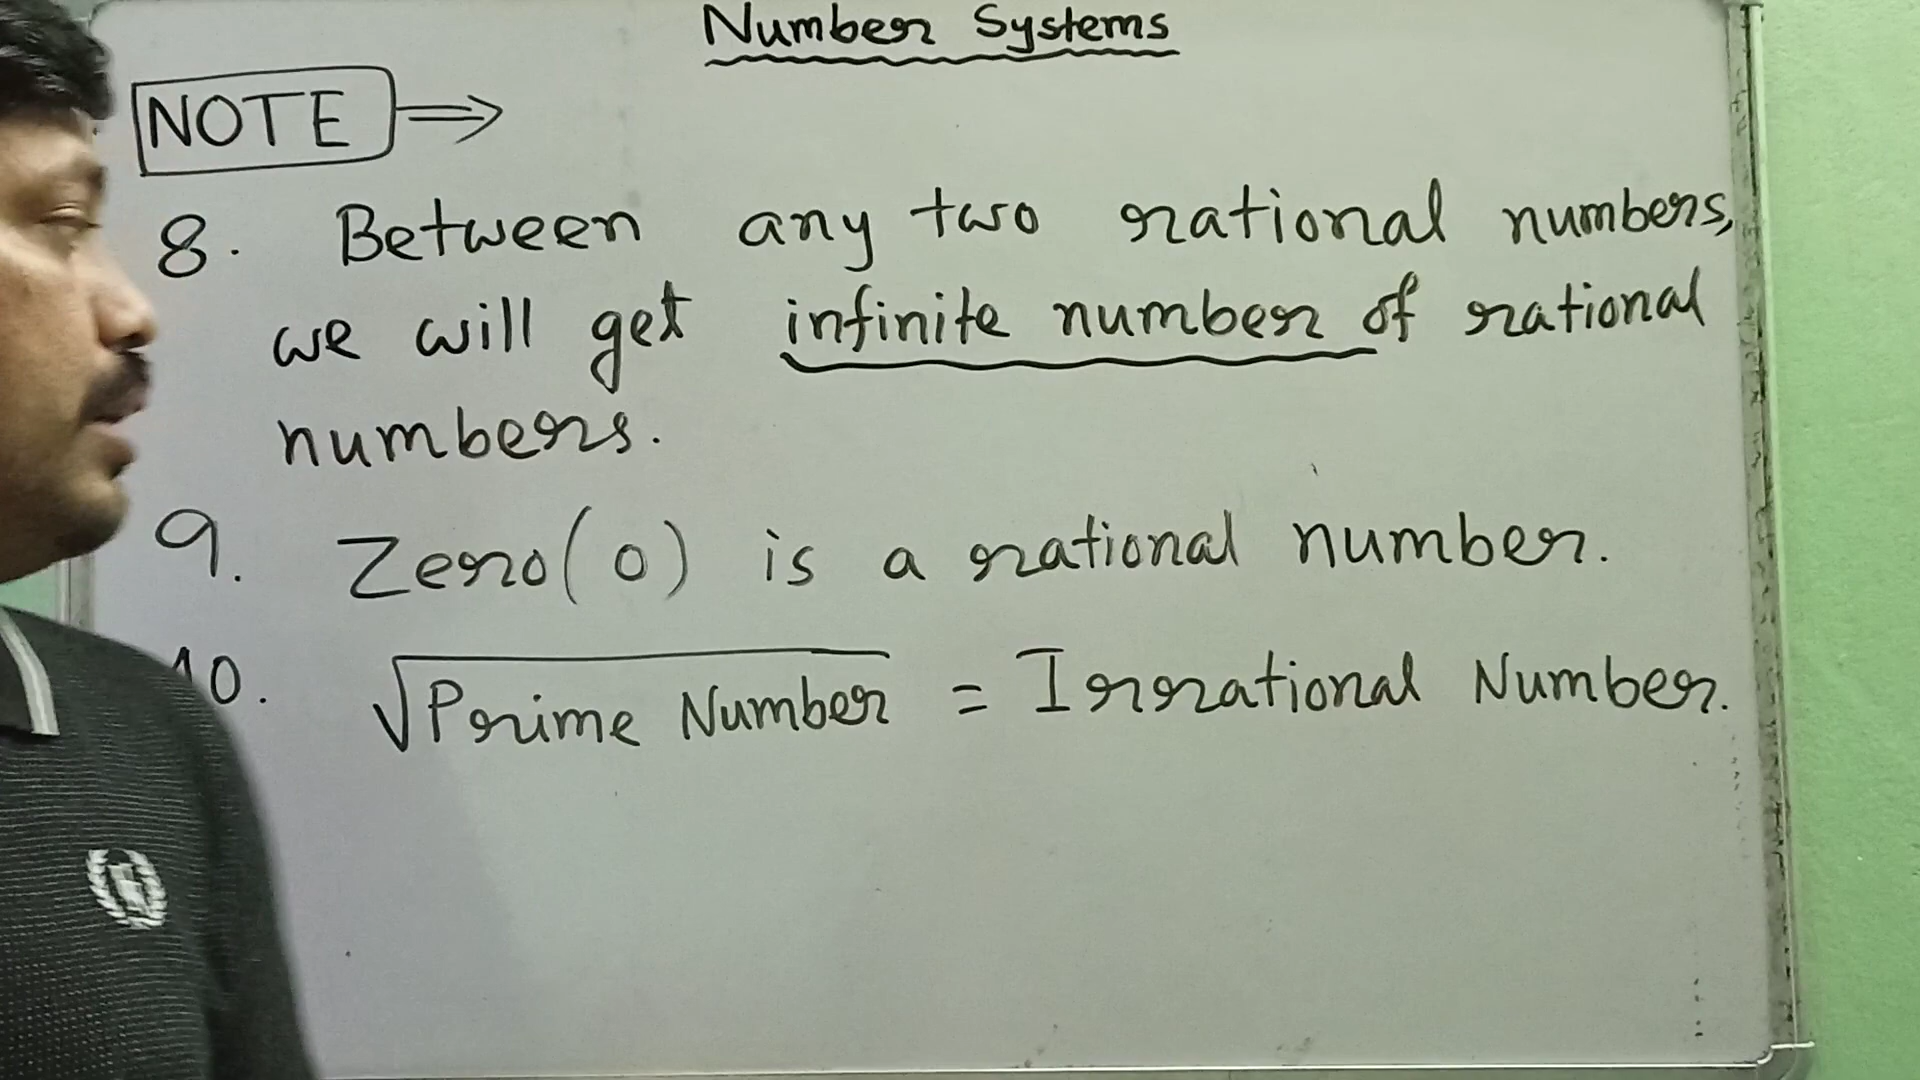 Number Systems
NOTE ⇒
8. Between any two rational numbers,
we will get infinite number of rational
numbers.
9. Zero(0) is a rational number.
10. √Prime Number = Irrational Number.